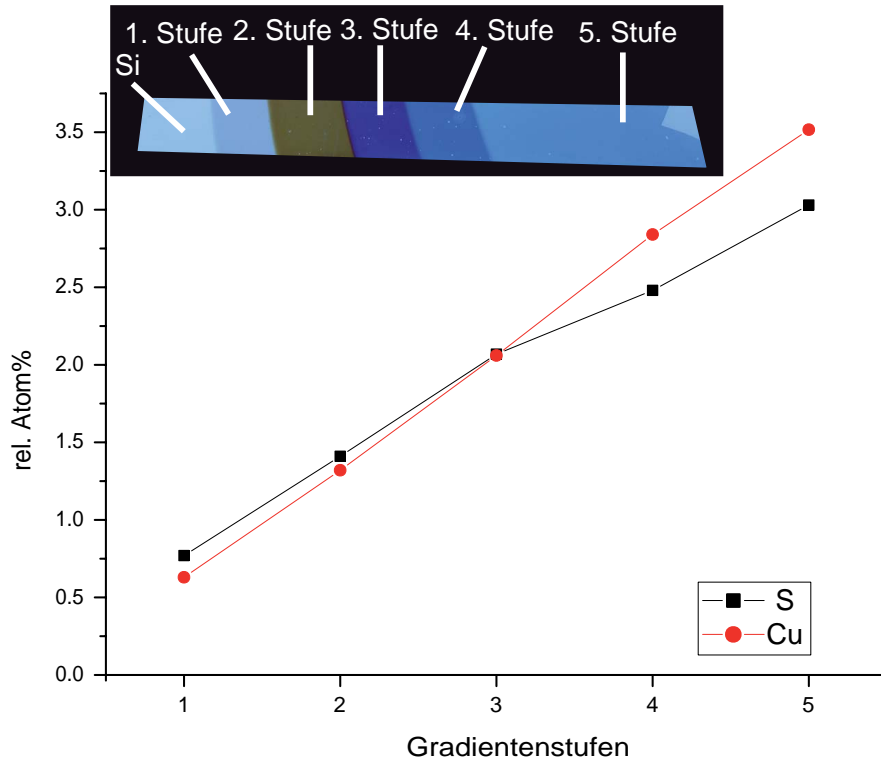 1. Stufe 2. Stufe 3. Stufe 4. Stufe 5. Stufe
Si
3.5
3.0
2.5
2.0
1.5
1.0
0.5
0.0
rel. Atom%
S
Cu
1 2 3 4 5
Gradientenstufen